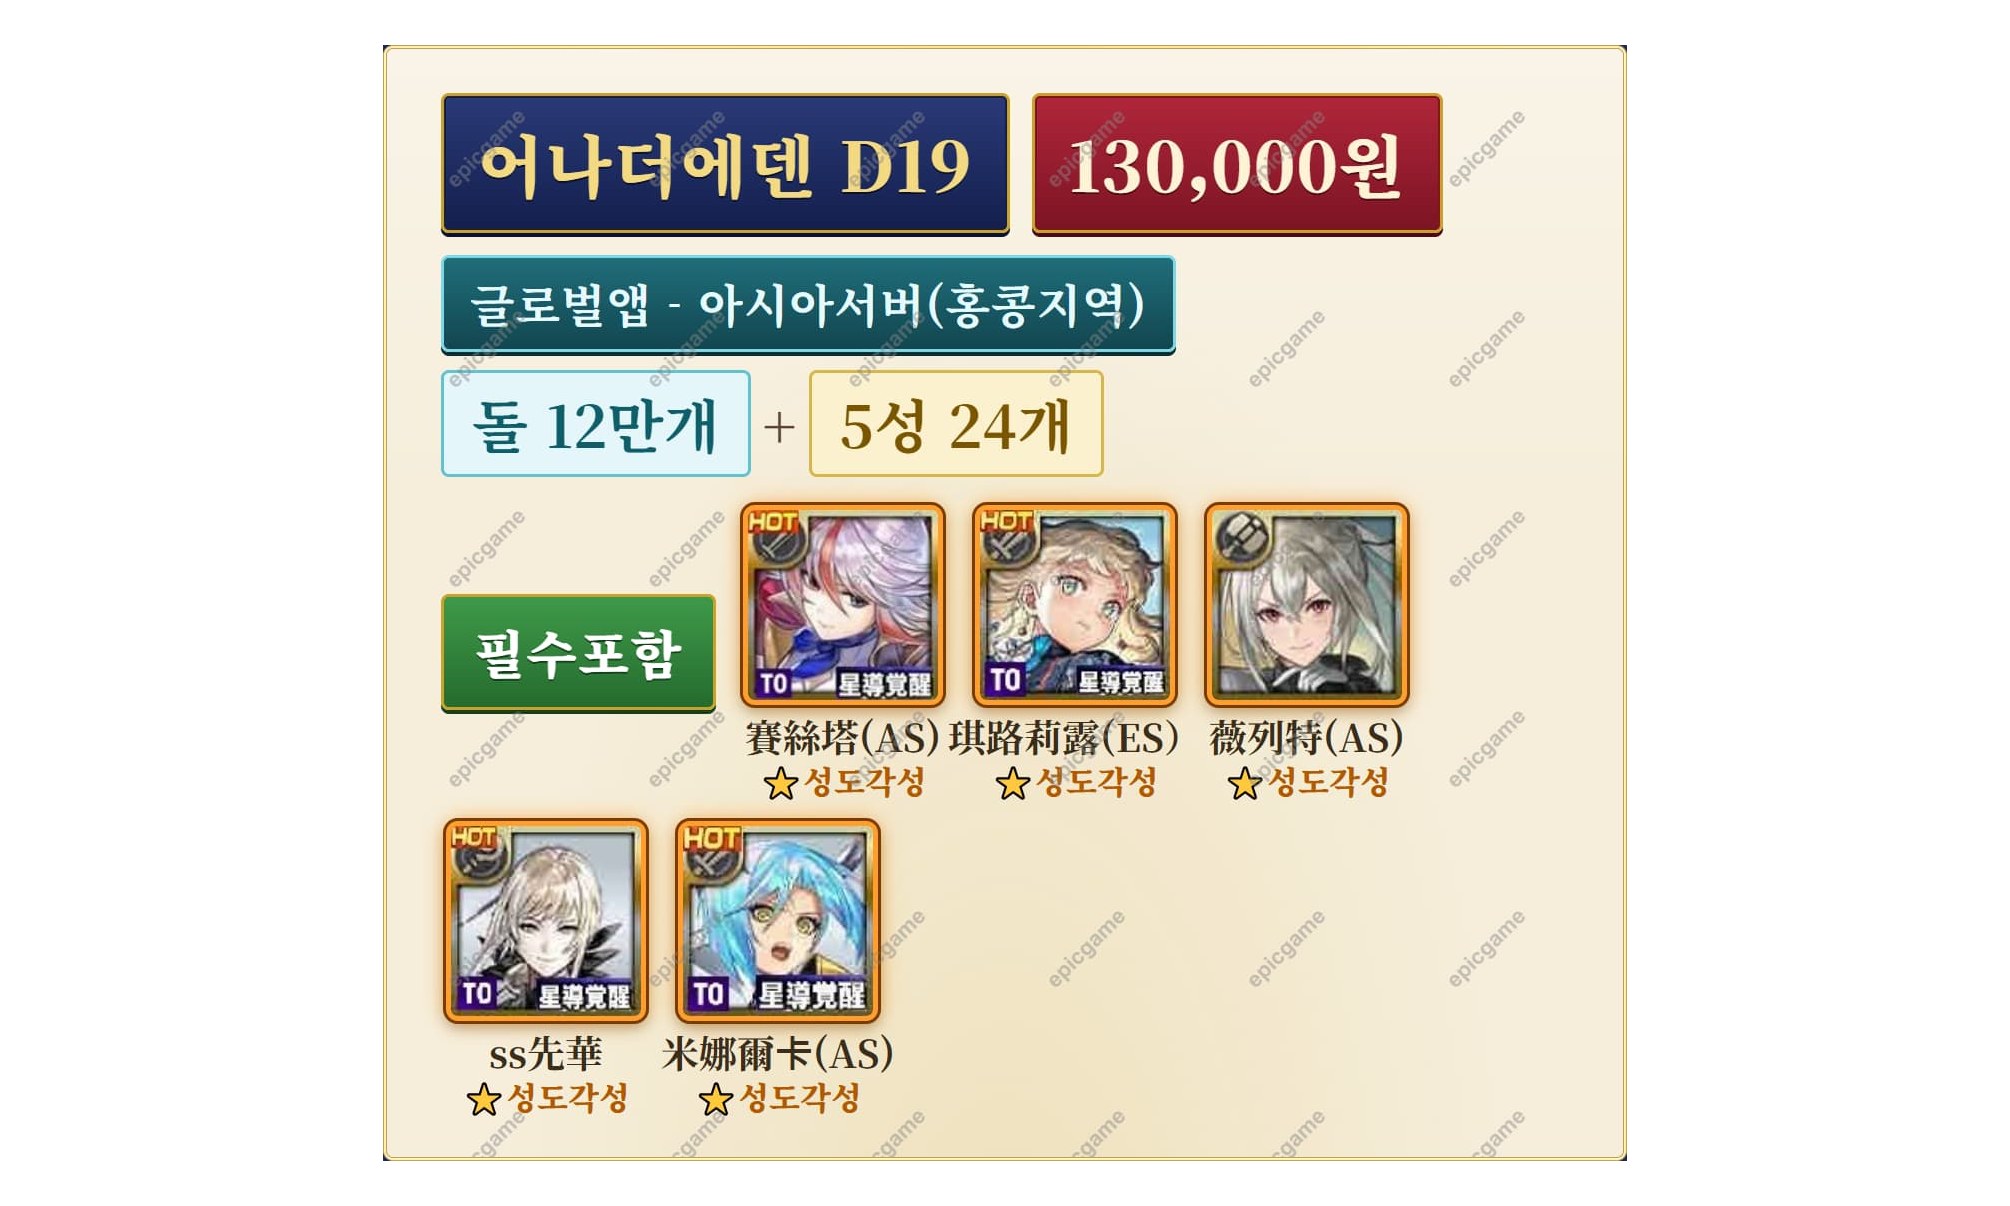 어나더에덴 D19 130,000원
글로벌앱 - 아시아서버(홍콩지역)
돌 12만개 + 5성 24개
필수포함
HOT HOT
T0 星導覚醒 T0 星導覚醒
賽絲塔(AS) 琪路莉露(ES) 薇列特(AS)
⭐성도각성 ⭐성도각성 ⭐성도각성
HOT HOT
T0 星導覚醒 T0 星導覚醒
ss先華 米娜爾卡(AS)
⭐성도각성 ⭐성도각성
epicgame